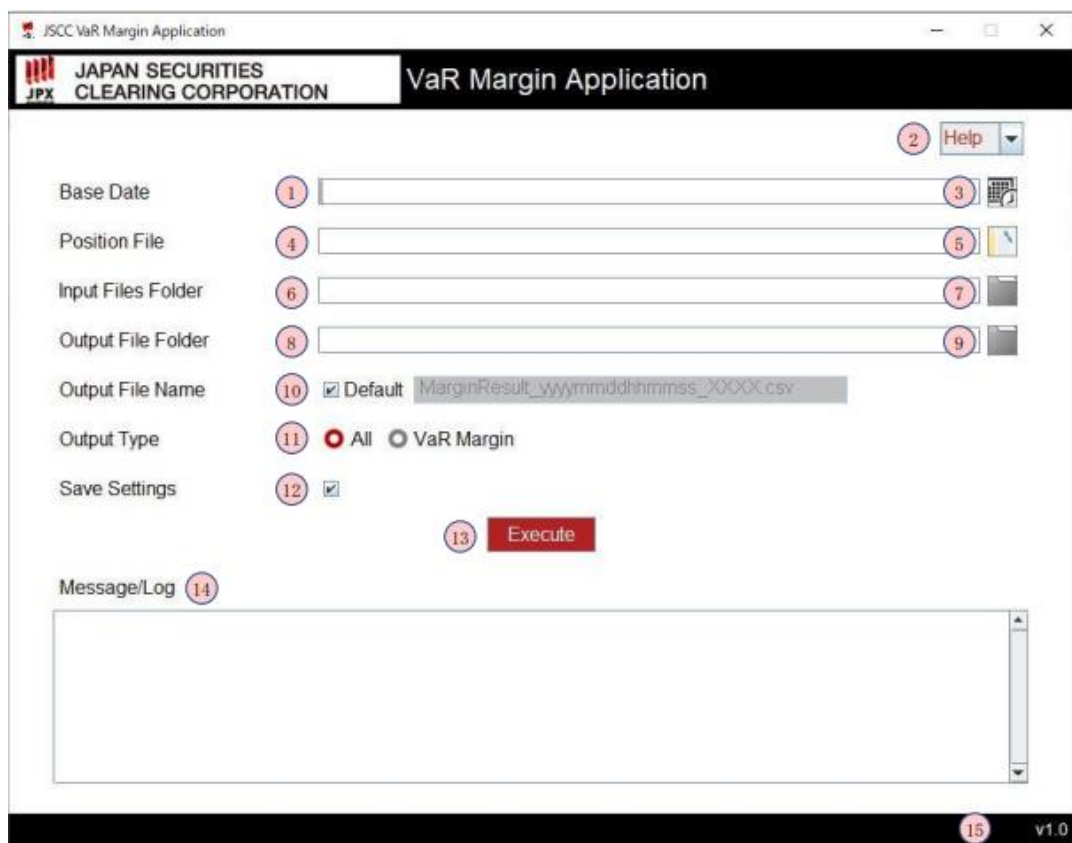 JSCC VaR Margin Application
JPX
JAPAN SECURITIES
CLEARING CORPORATION
VaR Margin Application
2 Help
Base Date 1 3
Position File 4 5
Input Files Folder 6 7
Output File Folder 8 9
Output File Name 10 Default MarginResult_yyyymmddhhmmss_XXXX.csv
Output Type 11 All VaR Margin
Save Settings 12
13 Execute
Message/Log 14
15 v1.0